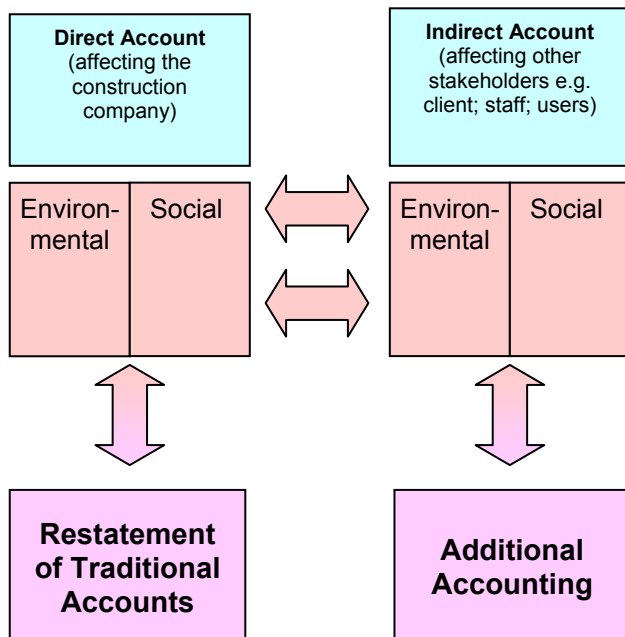 Direct Account
(affecting the
construction
company)
Indirect Account
(affecting other
stakeholders e.g.
client; staff; users)
Environ-
mental
Social
Environ-
mental
Social
Restatement
of Traditional
Accounts
Additional
Accounting